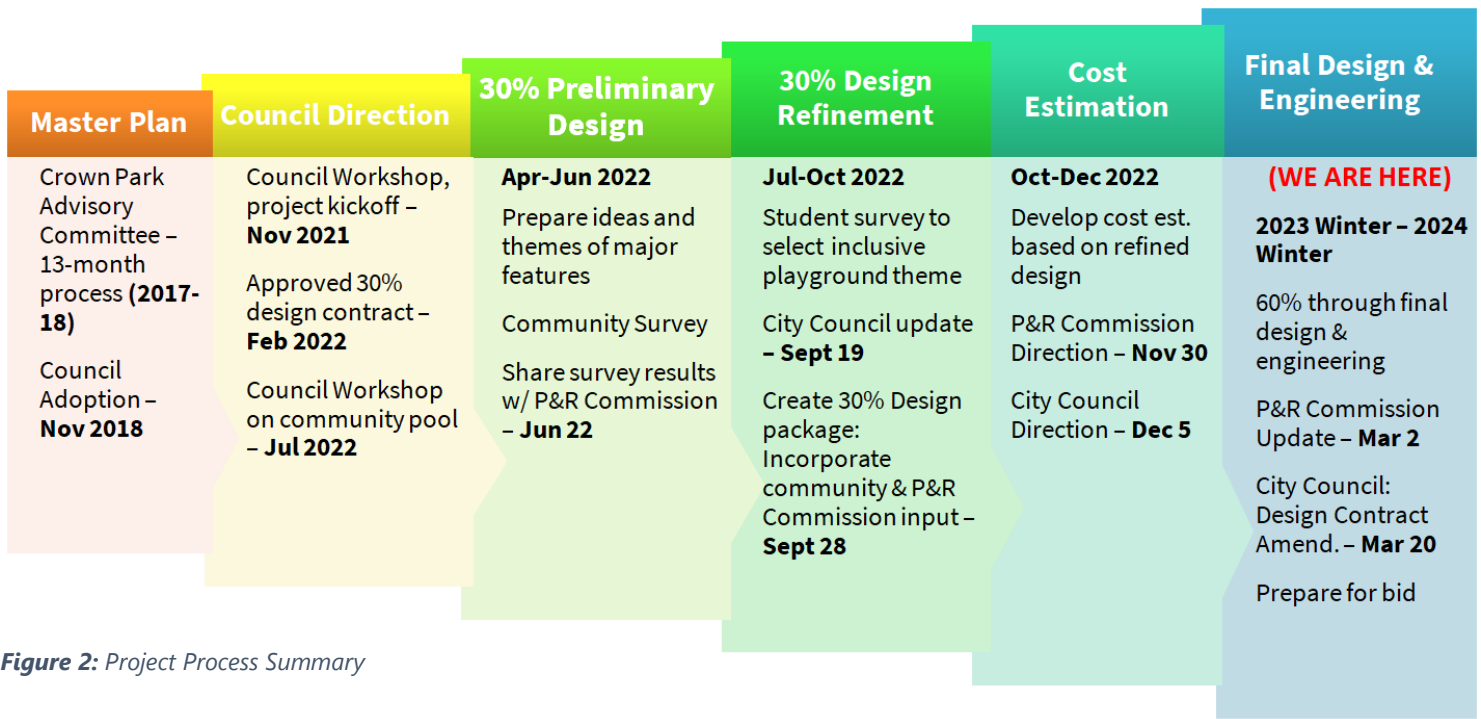 Master Plan
Crown Park
Advisory
Committee –
13-month
process (2017-
18)
Council
Adoption –
Nov 2018
Council Direction
Council Workshop,
project kickoff –
Nov 2021
Approved 30%
design contract –
Feb 2022
Council Workshop
on community pool
– Jul 2022
30% Preliminary
Design
Apr-Jun 2022
Prepare ideas and
themes of major
features
Community Survey
Share survey results
w/ P&R Commission
– Jun 22
30% Design
Refinement
Jul-Oct 2022
Student survey to
select inclusive
playground theme
City Council update
– Sept 19
Create 30% Design
package:
Incorporate
community & P&R
Commission input –
Sept 28
Cost
Estimation
Oct-Dec 2022
Develop cost est.
based on refined
design
P&R Commission
Direction – Nov 30
City Council
Direction – Dec 5
Final Design &
Engineering
(WE ARE HERE)
2023 Winter – 2024
Winter
60% through final
design &
engineering
P&R Commission
Update – Mar 2
City Council:
Design Contract
Amend. – Mar 20
Prepare for bid
Figure 2: Project Process Summary